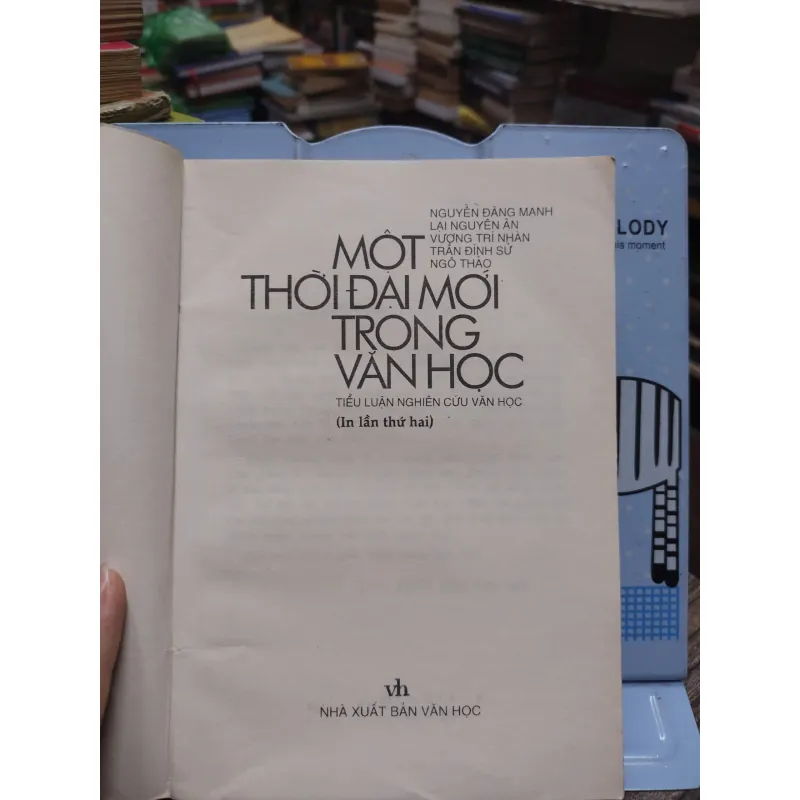 NGUYỄN ĐĂNG MẠNH
LẠI NGUYÊN ÂN
VƯƠNG TRÍ NHÀN
TRẦN ĐÌNH SỬ
NGÔ THẢO
MỘT
THỜI ĐẠI MỚI
TRONG
VĂN HỌC
TIỂU LUẬN NGHIÊN CỨU VĂN HỌC
(In lần thứ hai)
vh
NHÀ XUẤT BẢN VĂN HỌC
LODY
his moment